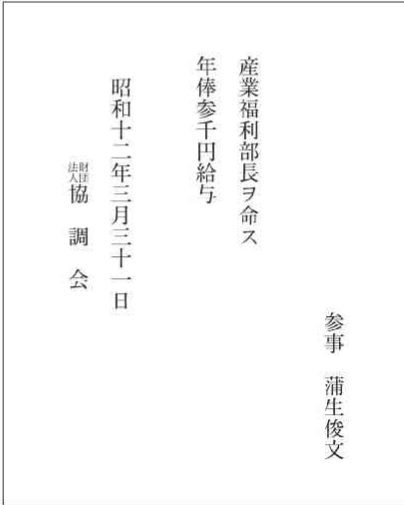 参事　蒲生俊文
産業福利部長ヲ命ス
年俸参千円給与
昭和十二年三月三十一日
財団法人協調会